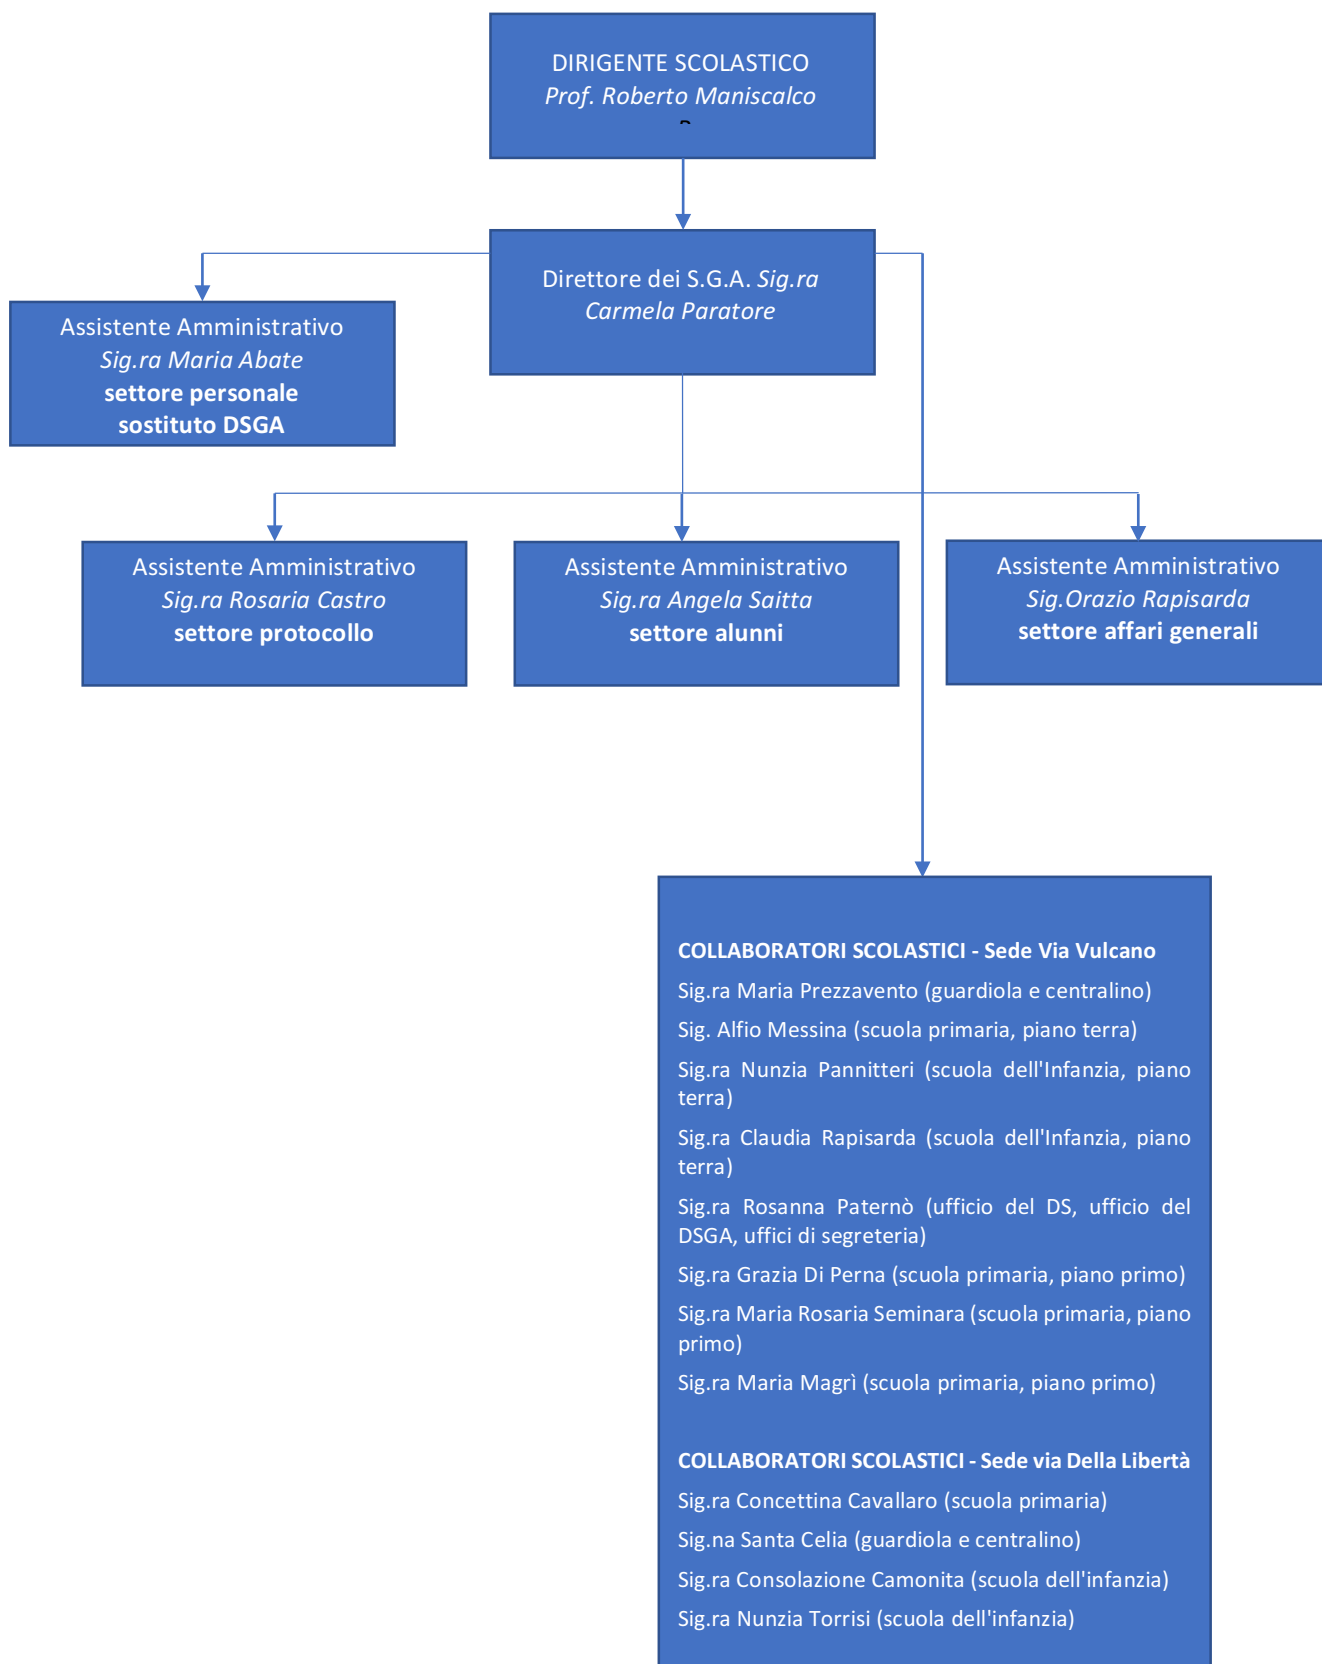 DIRIGENTE SCOLASTICO
Prof. Roberto Maniscalco
Direttore dei S.G.A. Sig.ra
Carmela Paratore
Assistente Amministrativo
Sig.ra Maria Abate
settore personale
sostituto DSGA
Assistente Amministrativo
Sig.ra Rosaria Castro
settore protocollo
Assistente Amministrativo
Sig.ra Angela Saitta
settore alunni
Assistente Amministrativo
Sig.Orazio Rapisarda
settore affari generali
COLLABORATORI SCOLASTICI - Sede Via Vulcano
Sig.ra Maria Prezzavento (guardiola e centralino)
Sig. Alfio Messina (scuola primaria, piano terra)
Sig.ra Nunzia Pannitteri (scuola dell'Infanzia, piano
terra)
Sig.ra Claudia Rapisarda (scuola dell'Infanzia, piano
terra)
Sig.ra Rosanna Paternò (ufficio del DS, ufficio del
DSGA, uffici di segreteria)
Sig.ra Grazia Di Perna (scuola primaria, piano primo)
Sig.ra Maria Rosaria Seminara (scuola primaria, piano
primo)
Sig.ra Maria Magrì (scuola primaria, piano primo)
COLLABORATORI SCOLASTICI - Sede via Della Libertà
Sig.ra Concettina Cavallaro (scuola primaria)
Sig.na Santa Celia (guardiola e centralino)
Sig.ra Consolazione Camonita (scuola dell'infanzia)
Sig.ra Nunzia Torrisi (scuola dell'infanzia)